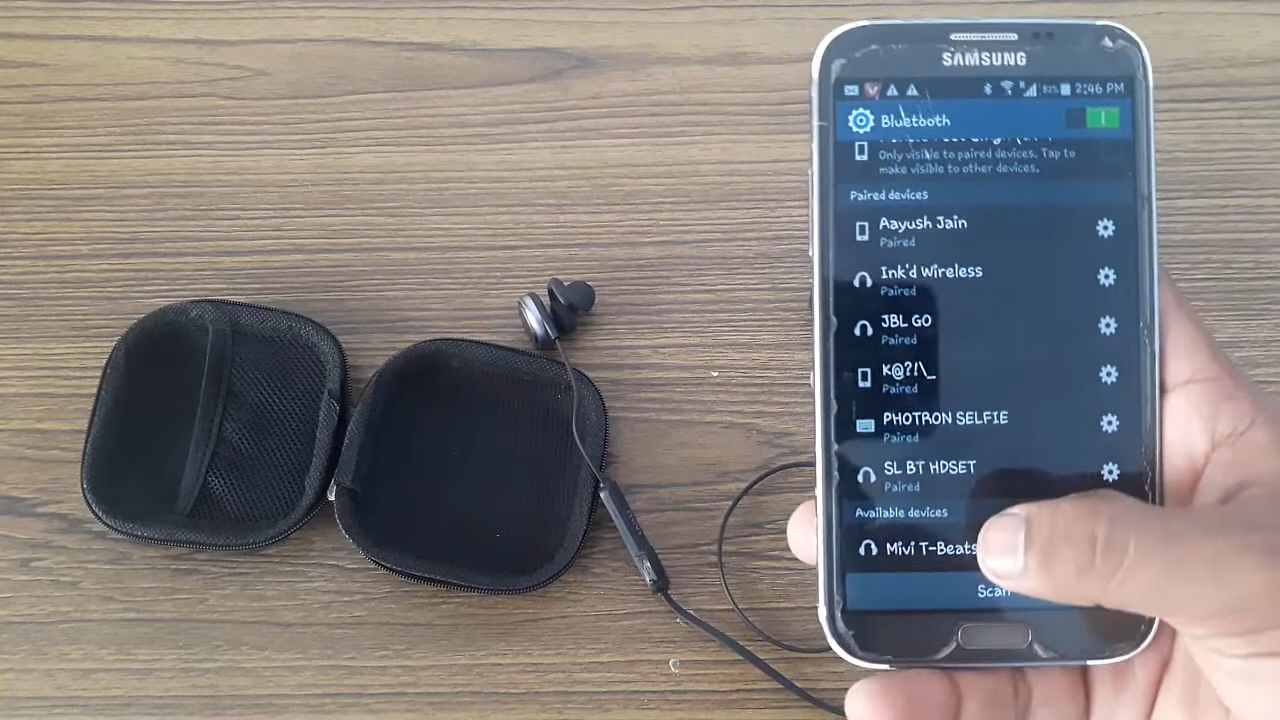 SAMSUNG
2:46 PM
Bluetooth
Only visible to paired devices. Tap to
make visible to other devices.
Paired devices
Aayush Jain
Paired
Ink'd Wireless
Paired
JBL GO
Paired
K@?!\_
Paired
PHOTRON SELFIE
Paired
SL BT HDSET
Paired
Available devices
Mivi T-Beats
Scan